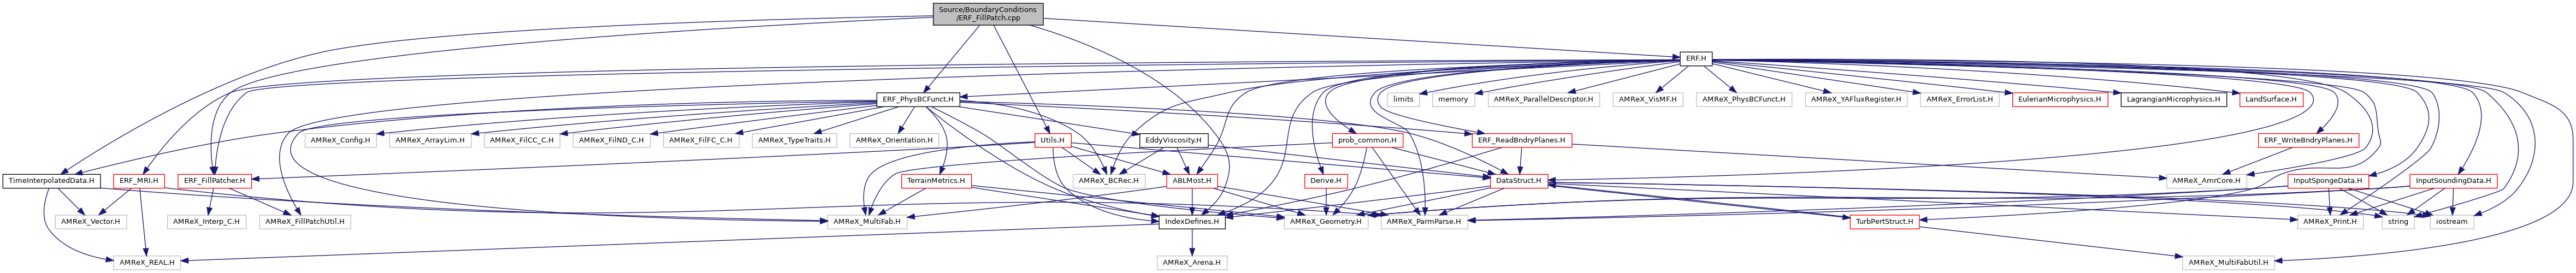 Source/BoundaryConditions
/ERF_FillPatch.cpp
ERF.H
ERF_PhysBCFunct.H
limits
memory
AMReX_ParallelDescriptor.H
AMReX_VisMF.H
AMReX_PhysBCFunct.H
AMReX_YAFluxRegister.H
AMReX_ErrorList.H
EulerianMicrophysics.H
LagrangianMicrophysics.H
LandSurface.H
AMReX_Config.H
AMReX_ArrayLim.H
AMReX_FilCC_C.H
AMReX_FilND_C.H
AMReX_FilFC_C.H
AMReX_TypeTraits.H
AMReX_Orientation.H
Utils.H
EddyViscosity.H
prob_common.H
ERF_ReadBndryPlanes.H
ERF_WriteBndryPlanes.H
TimeInterpolatedData.H
ERF_MRI.H
ERF_FillPatcher.H
TerrainMetrics.H
AMReX_BCRec.H
ABLMost.H
Derive.H
DataStruct.H
AMReX_AmrCore.H
InputSpongeData.H
InputSoundingData.H
AMReX_Vector.H
AMReX_Interp_C.H
AMReX_FillPatchUtil.H
AMReX_MultiFab.H
IndexDefines.H
AMReX_Geometry.H
AMReX_ParmParse.H
TurbPertStruct.H
AMReX_Print.H
string
iostream
AMReX_REAL.H
AMReX_Arena.H
AMReX_MultiFabUtil.H